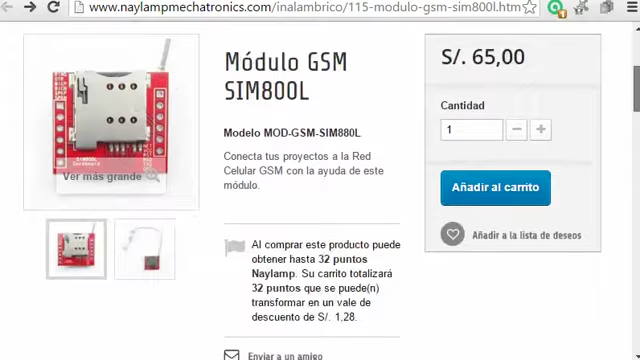 www.naylampmechatronics.com/inalambrico/115-modulo-gsm-sim800l.htm
Módulo GSM
SIM800L
Modelo MOD-GSM-SIM880L
Conecta tus proyectos a la Red
Celular GSM con la ayuda de este
módulo.
Ver más grande
S/. 65,00
Cantidad
1
Añadir al carrito
Añadir a la lista de deseos
Al comprar este producto puede
obtener hasta 32 puntos
Naylamp. Su carrito totalizará
32 puntos que se puede(n)
transformar en un vale de
descuento de S/. 1,28.
Enviar a un amigo